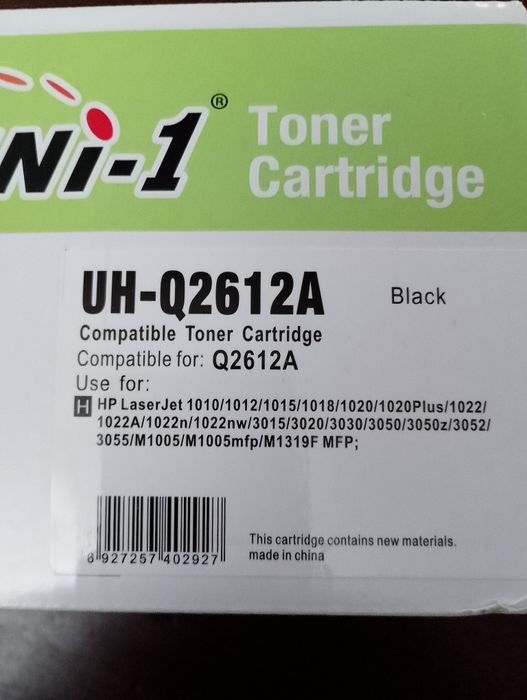 Ni-1 ®
Toner
Cartridge
UH-Q2612A
Black
Compatible Toner Cartridge
Compatible for: Q2612A
Use for:
H HP LaserJet 1010/1012/1015/1018/1020/1020Plus/1022/
1022A/1022n/1022nw/3015/3020/3030/3050/3050z/3052/
3055/M1005/M1005mfp/M1319F MFP;
6 927257 402927
This cartridge contains new materials.
made in china